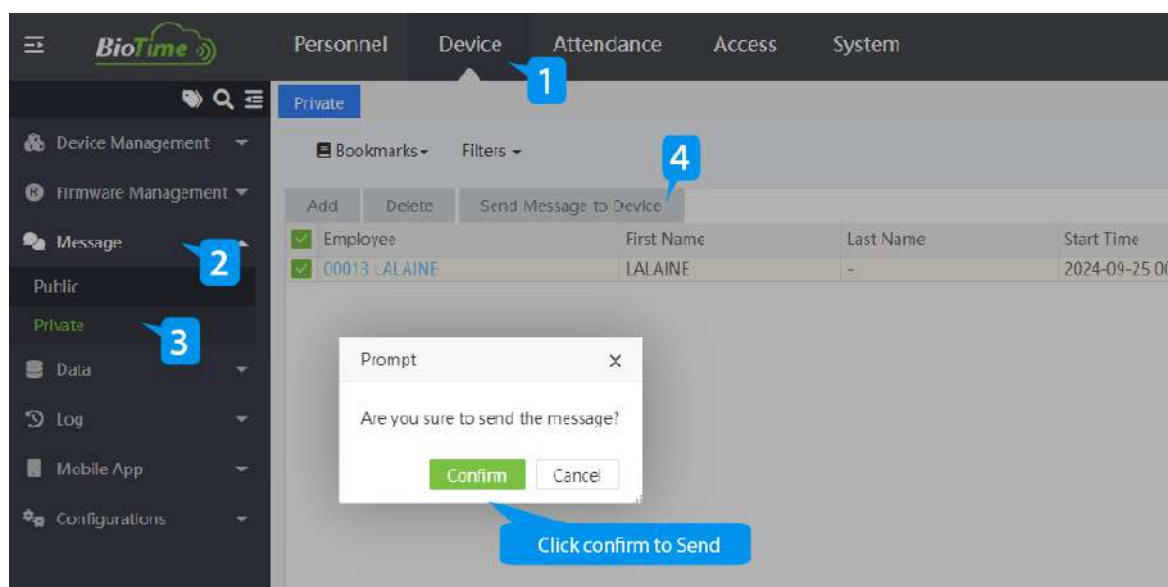 BioTime
Personnel Device Attendance Access System
1
Private
Device Management
Bookmarks Filters
4
Firmware Management
Add Delete Send Message to Device
Message
2
Employee First Name Last Name Start Time
00013 LALAINE LALAINE - 2024-09-25 00
Public
Private
3
Prompt
Data
Are you sure to send the message?
Log
Mobile App
Confirm Cancel
Configurations
Click confirm to Send